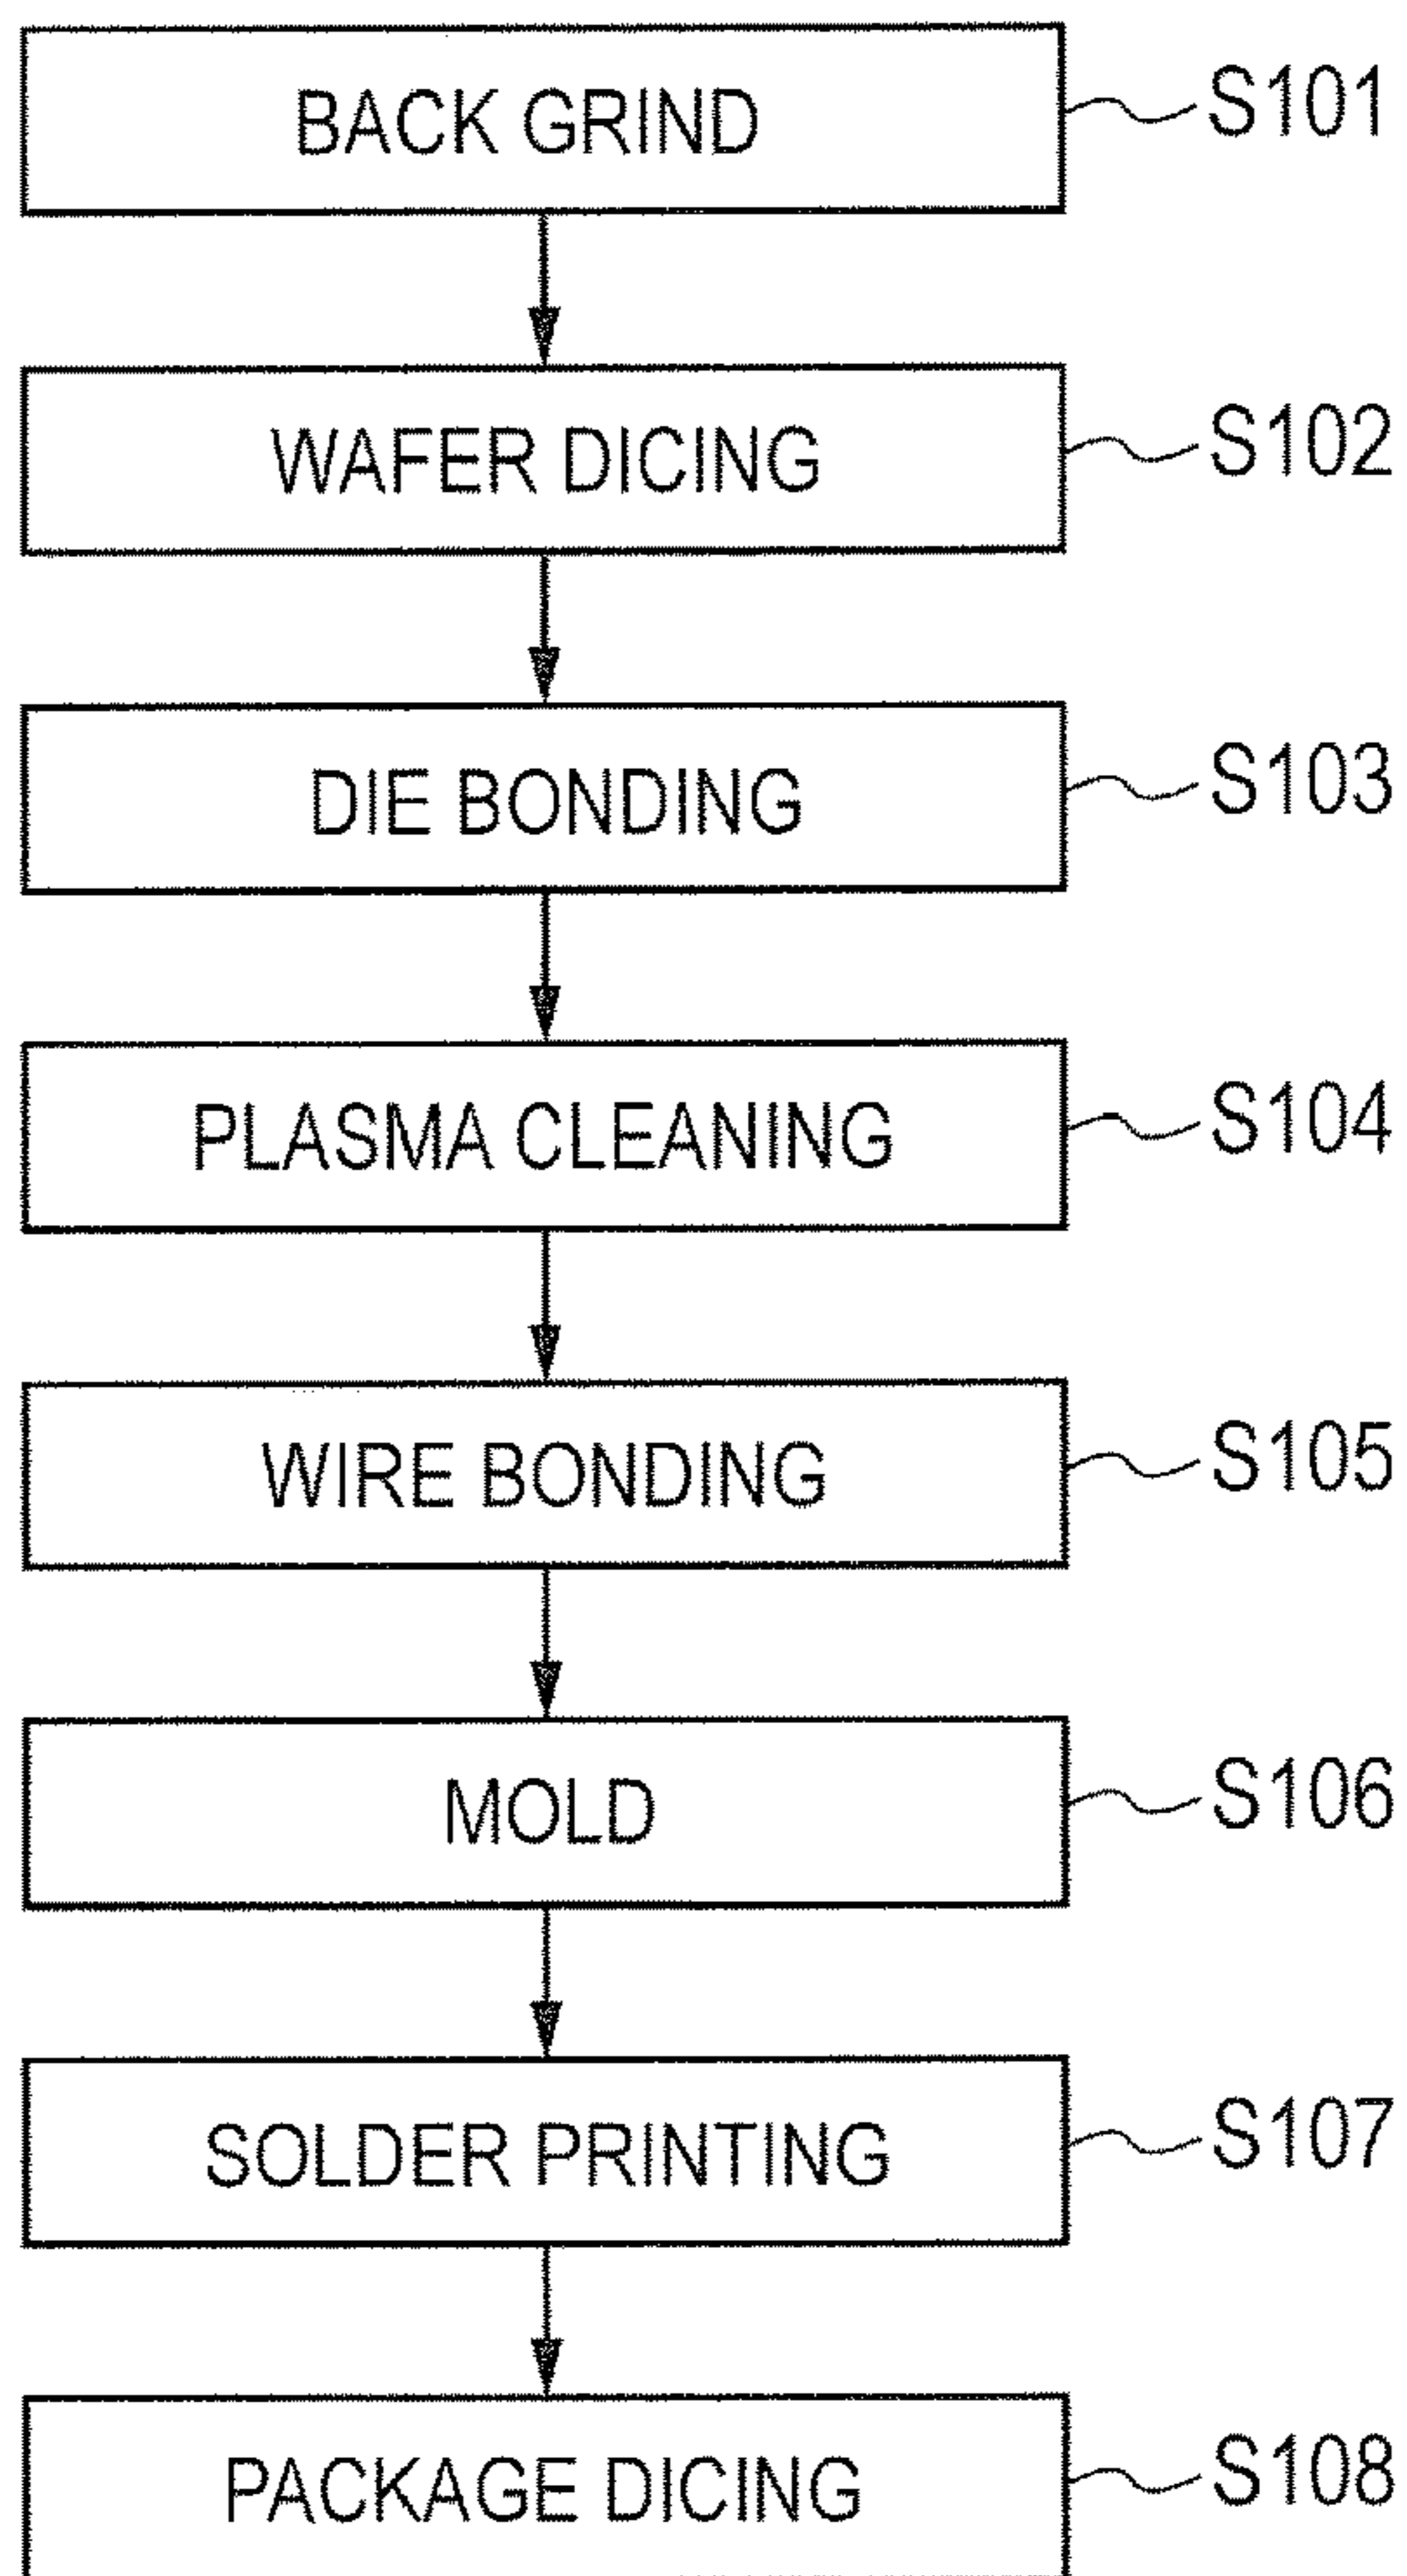 BACK GRIND S101
WAFER DICING S102
DIE BONDING S103
PLASMA CLEANING S104
WIRE BONDING S105
MOLD S106
SOLDER PRINTING S107
PACKAGE DICING S108